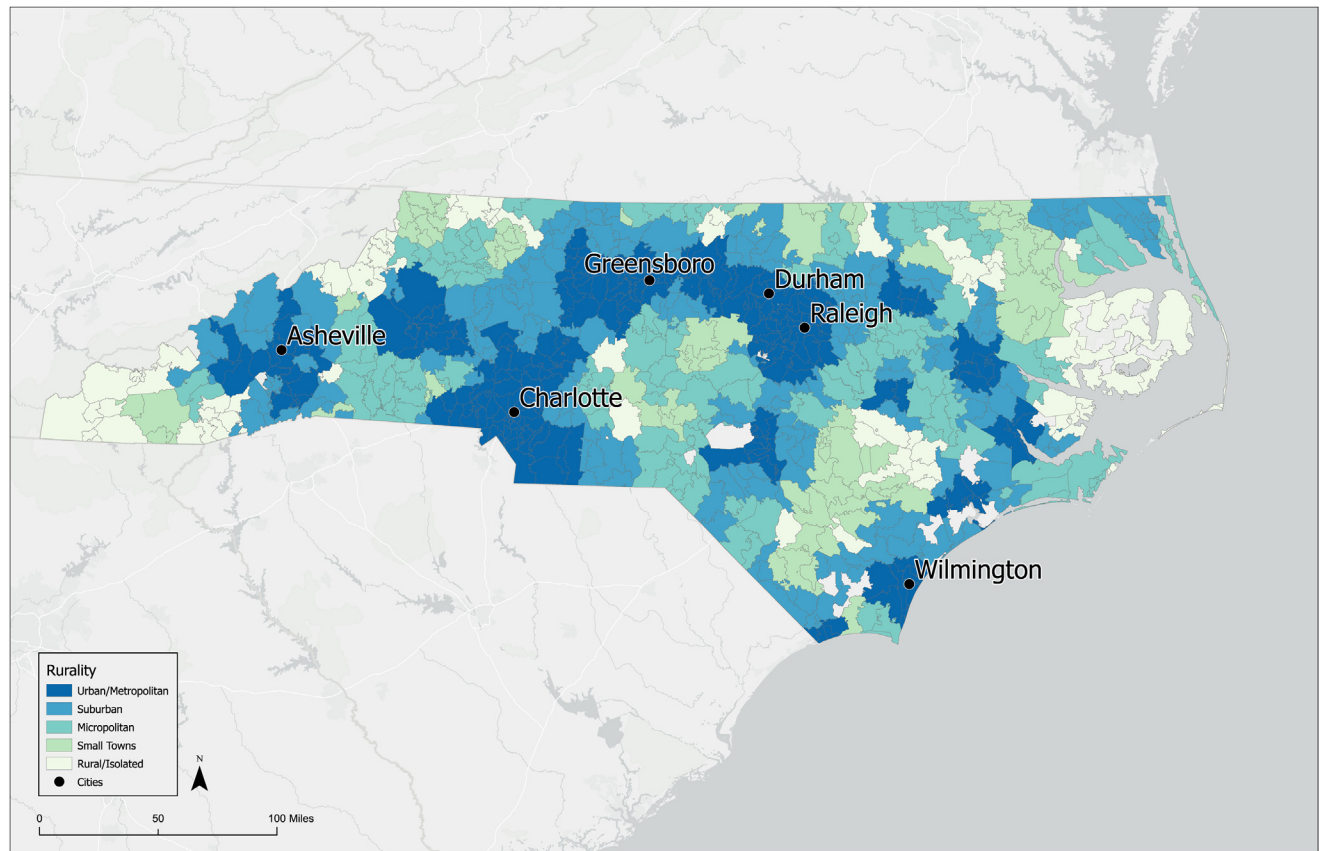 Greensboro
Durham
Raleigh
Asheville
Charlotte
Wilmington
Rurality
Urban/Metropolitan
Suburban
Micropolitan
Small Towns
Rural/Isolated
Cities
N
0 50 100 Miles